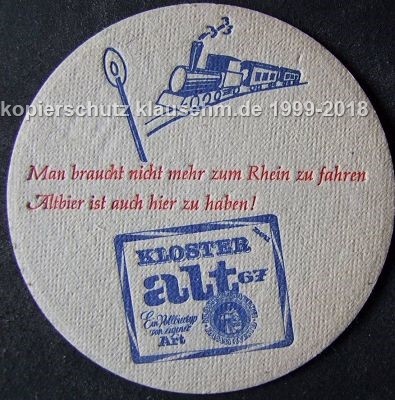 kopierschutz klausehm.de 1999-2018
Man braucht nicht mehr zum Rhein zu fahren
Altbier ist auch hier zu haben!
KLOSTER
alt 67
Ein Vollbiertyp
von eigener
Art